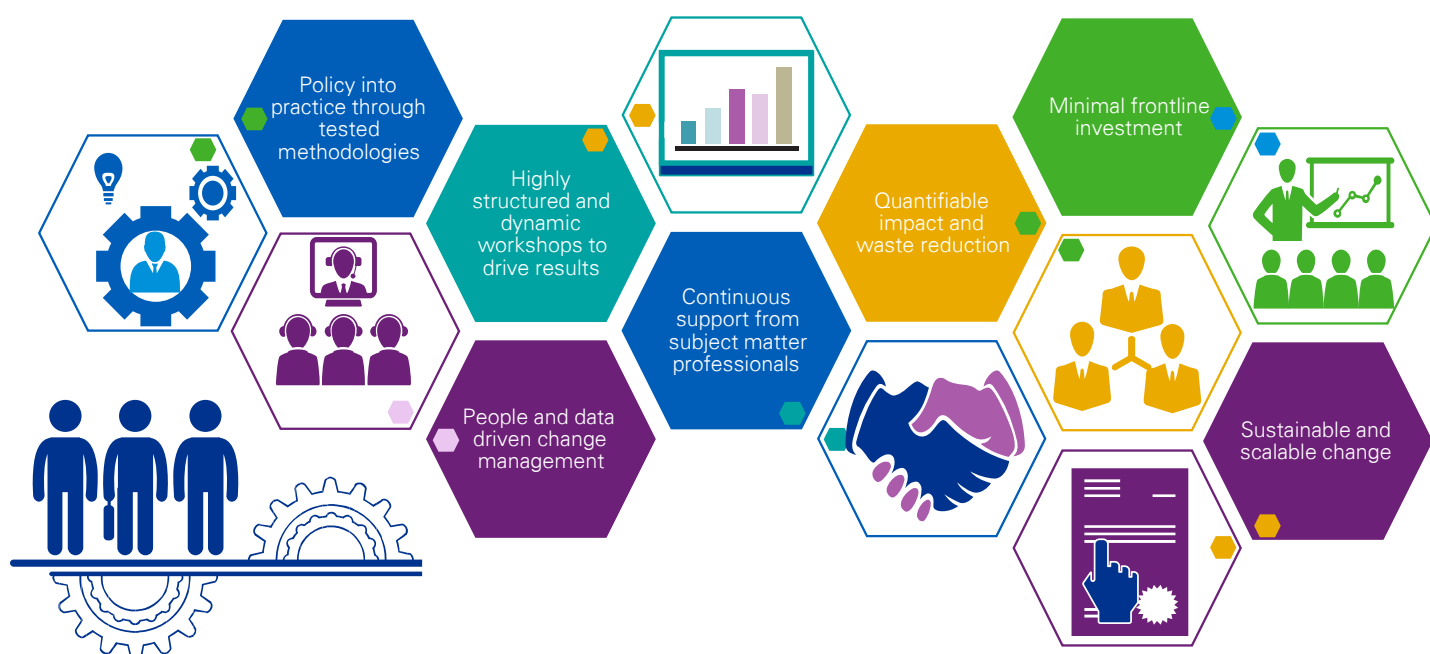 Policy into
practice through
tested
methodologies
Highly
structured and
dynamic
workshops to
drive results
People and data
driven change
management
Continuous
support from
subject matter
professionals
Quantifiable
impact and
waste reduction
Minimal frontline
investment
Sustainable and
scalable change